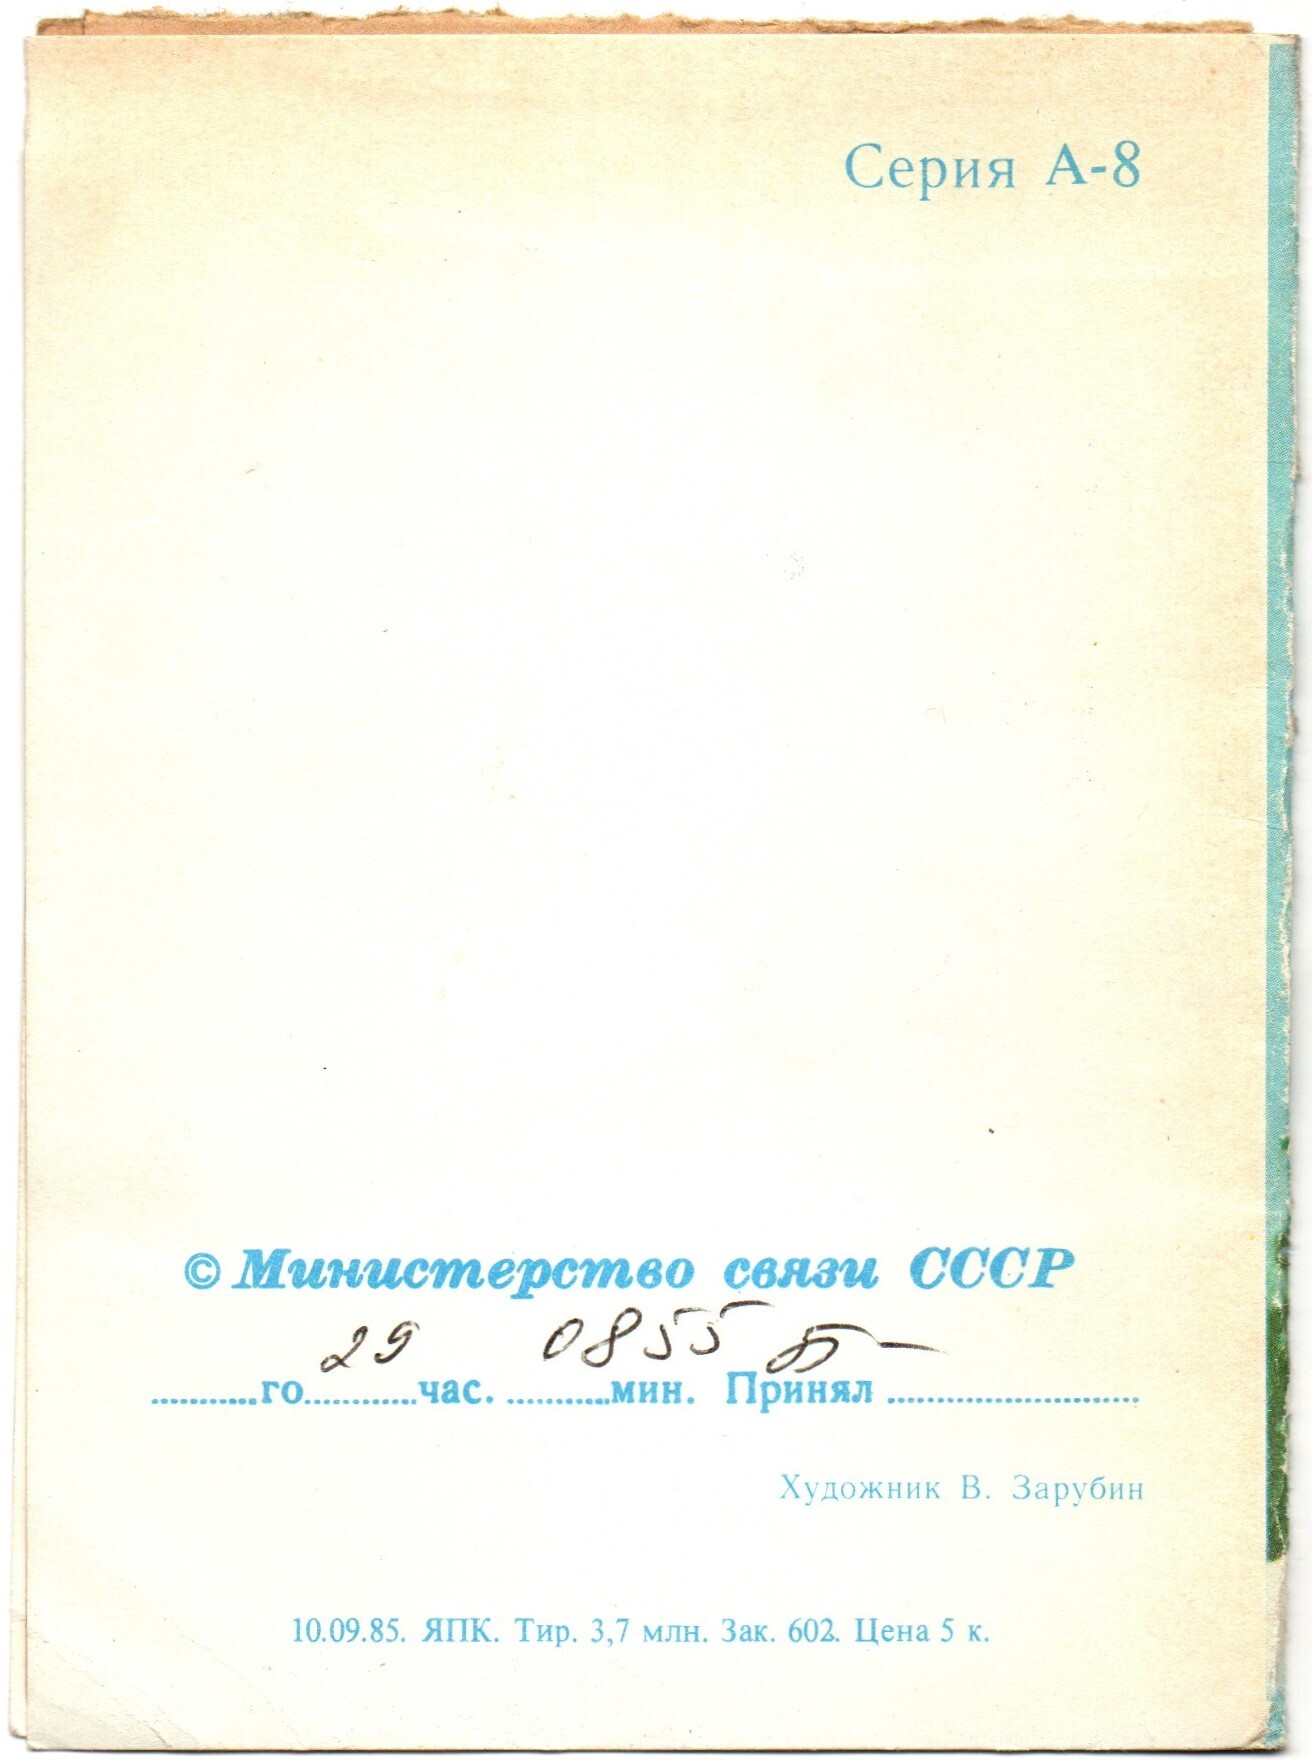 Серия А-8
© Министерство связи СССР
29 0855
............го............час. ...........мин. Принял ..........................
Художник В. Зарубин
10.09.85. ЯПК. Тир. 3,7 млн. Зак. 602. Цена 5 к.